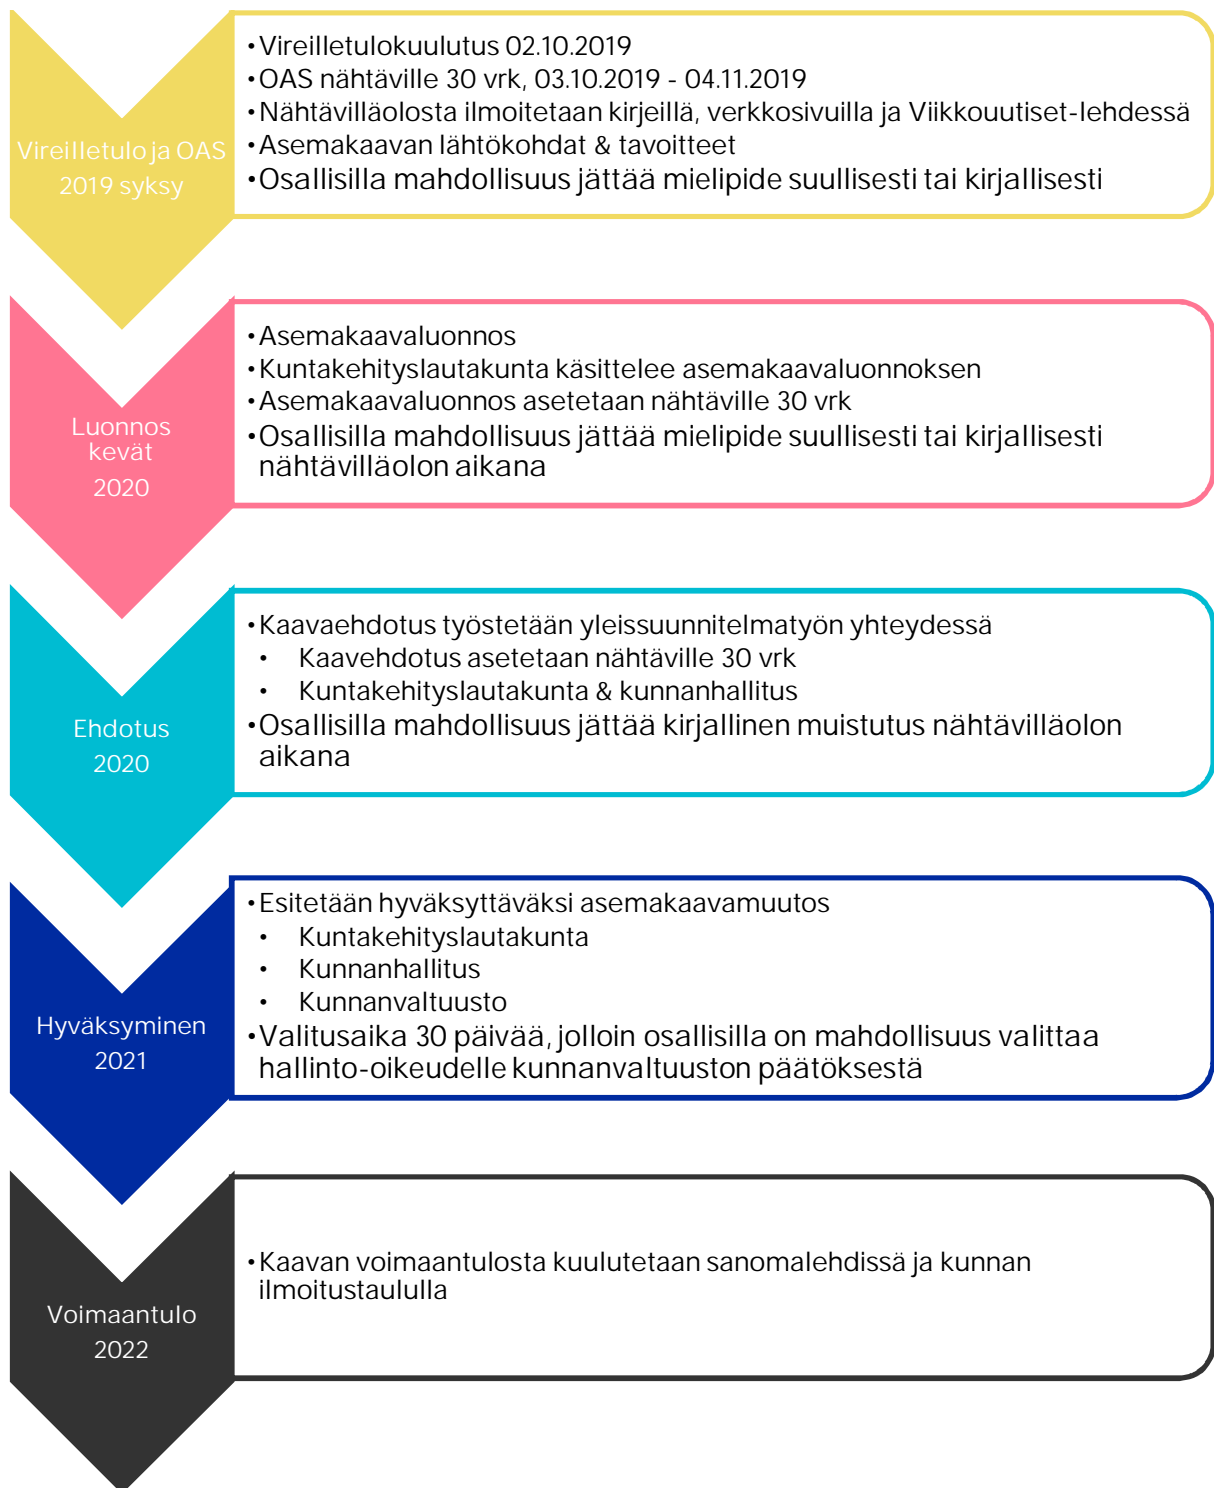 Vireilletulo ja OAS
2019 syksy
•Vireilletulokuulutus 02.10.2019
•OAS nähtäville 30 vrk, 03.10.2019 - 04.11.2019
•Nähtävilläolosta ilmoitetaan kirjeillä, verkkosivuilla ja Viikkouutiset-lehdessä
•Asemakaavan lähtökohdat & tavoitteet
•Osallisilla mahdollisuus jättää mielipide suullisesti tai kirjallisesti
Luonnos
kevät
2020
•Asemakaavaluonnos
•Kuntakehityslautakunta käsittelee asemakaavaluonnoksen
•Asemakaavaluonnos asetetaan nähtäville 30 vrk
•Osallisilla mahdollisuus jättää mielipide suullisesti tai kirjallisesti
nähtävilläolon aikana
Ehdotus
2020
•Kaavaehdotus työstetään yleissuunnitelmatyön yhteydessä
• Kaavehdotus asetetaan nähtäville 30 vrk
• Kuntakehityslautakunta & kunnanhallitus
•Osallisilla mahdollisuus jättää kirjallinen muistutus nähtävilläolon
aikana
Hyväksyminen
2021
•Esitetään hyväksyttäväksi asemakaavamuutos
• Kuntakehityslautakunta
• Kunnanhallitus
• Kunnanvaltuusto
•Valitusaika 30 päivää, jolloin osallisilla on mahdollisuus valittaa
hallinto-oikeudelle kunnanvaltuuston päätöksestä
Voimaantulo
2022
•Kaavan voimaantulosta kuulutetaan sanomalehdissä ja kunnan
ilmoitustaululla